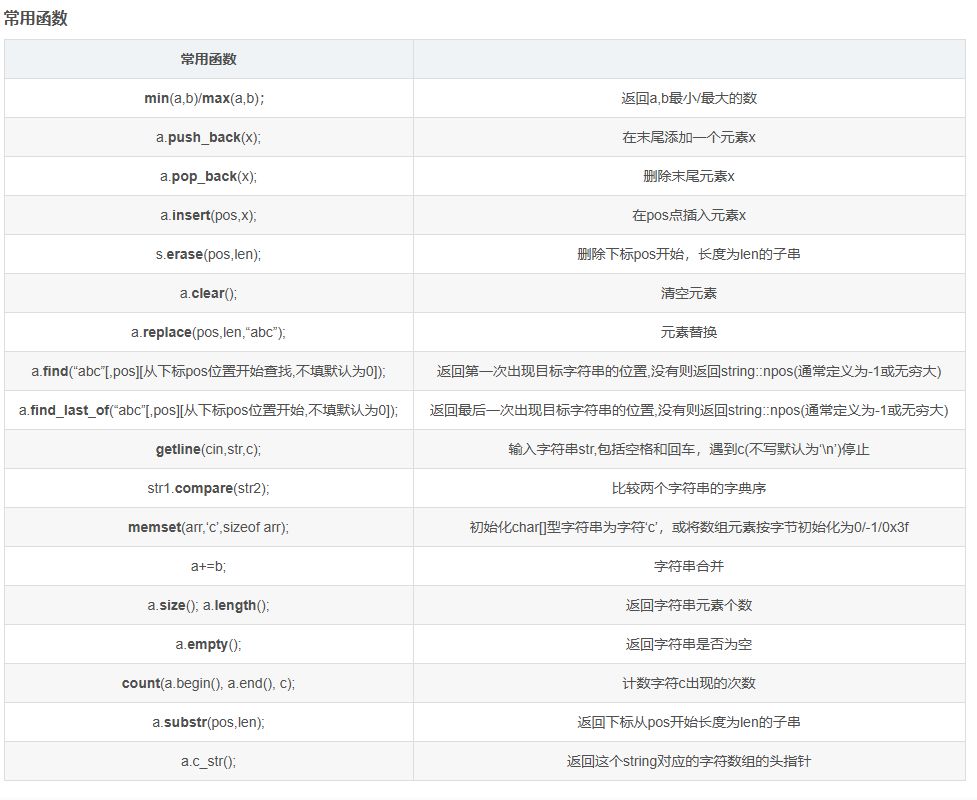 常用函数
常用函数
min(a,b)/max(a,b); 返回a,b最小/最大的数
a.push_back(x); 在末尾添加一个元素x
a.pop_back(x); 删除末尾元素x
a.insert(pos,x); 在pos点插入元素x
s.erase(pos,len); 删除下标pos开始，长度为len的子串
a.clear(); 清空元素
a.replace(pos,len,“abc”); 元素替换
a.find(“abc”[,pos][从下标pos位置开始查找,不填默认为0]); 返回第一次出现目标字符串的位置,没有则返回string::npos(通常定义为-1或无穷大)
a.find_last_of(“abc”[,pos][从下标pos位置开始,不填默认为0]); 返回最后一次出现目标字符串的位置,没有则返回string::npos(通常定义为-1或无穷大)
getline(cin,str,c); 输入字符串str,包括空格和回车，遇到c(不写默认为‘\n’)停止
str1.compare(str2); 比较两个字符串的字典序
memset(arr,‘c’,sizeof arr); 初始化char[]型字符串为字符‘c’，或将数组元素按字节初始化为0/-1/0x3f
a+=b; 字符串合并
a.size(); a.length(); 返回字符串元素个数
a.empty(); 返回字符串是否为空
count(a.begin(), a.end(), c); 计数字符c出现的次数
a.substr(pos,len); 返回下标从pos开始长度为len的子串
a.c_str(); 返回这个string对应的字符数组的头指针